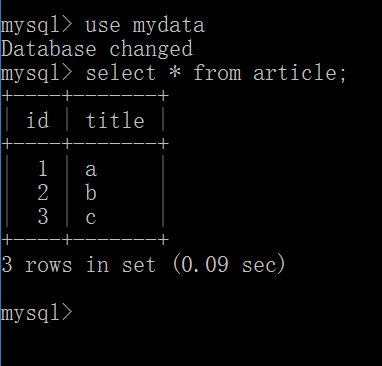 mysql> use mydata
Database changed
mysql> select * from article;
+----+-------+
| id | title |
+----+-------+
|  1 | a     |
|  2 | b     |
|  3 | c     |
+----+-------+
3 rows in set (0.09 sec)
mysql>